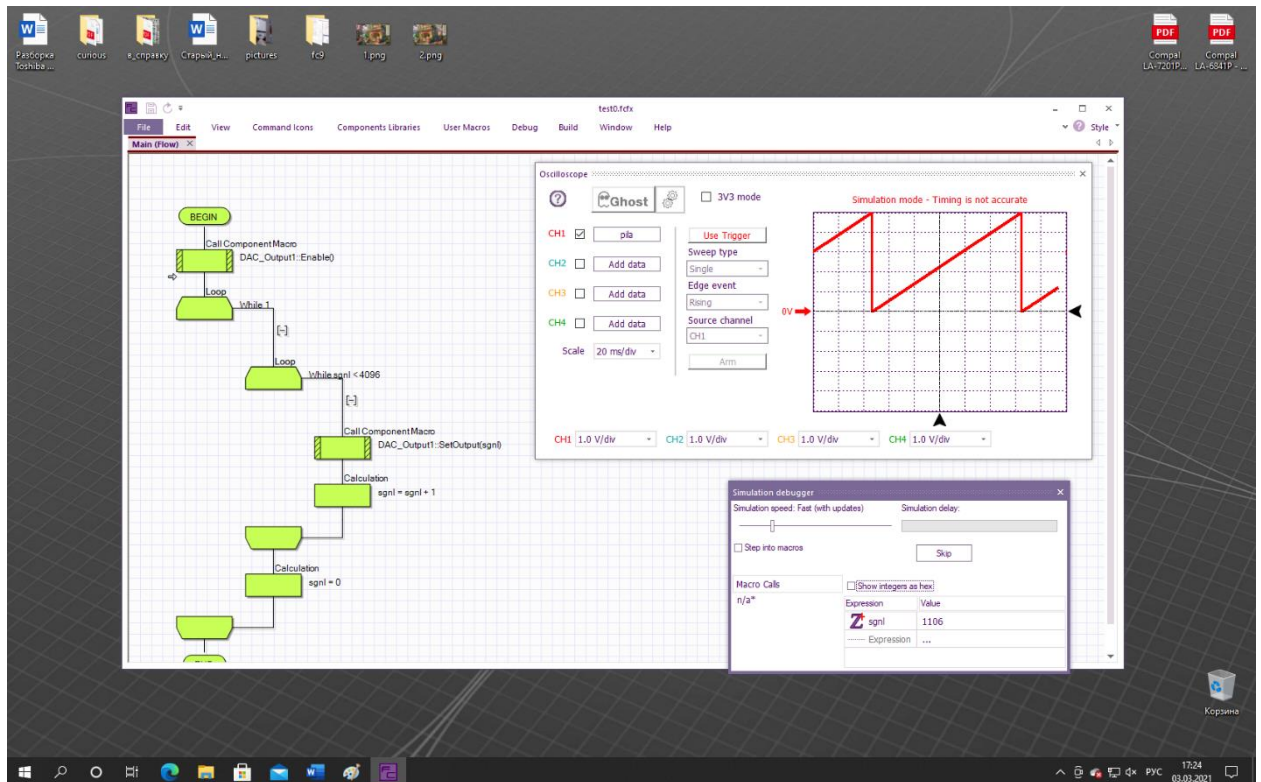 Разборка
Toshiba ...
curious
в_справку
Старый_н...
pictures
fc9
1.png
2.png
PDF
Compal
LA-7201P...
PDF
Compal
LA-6841P - ...
test0.fcfx
File
Edit
View
Command Icons
Components Libraries
User Macros
Debug
Build
Window
Help
Style
Main (Flow)
BEGIN
Call Component Macro
DAC_Output1::Enable()
Loop
While 1
[−]
Loop
While sgnl < 4096
[−]
Call Component Macro
DAC_Output1::SetOutput(sgnl)
Calculation
sgnl = sgnl + 1
Calculation
sgnl = 0
Oscilloscope
Ghost
3V3 mode
Simulation mode - Timing is not accurate
CH1
pila
CH2
Add data
CH3
Add data
CH4
Add data
Scale
20 ms/div
Use Trigger
Sweep type
Single
Edge event
Rising
Source channel
CH1
Arm
0V
CH1 1.0 V/div
CH2 1.0 V/div
CH3 1.0 V/div
CH4 1.0 V/div
Simulation debugger
Simulation speed: Fast (with updates)
Simulation delay:
Step into macros
Skip
Macro Calls
n/a*
Show integers as hex
Expression
Value
sgnl
1106
Expression
...
Корзина
РУС
17:24
03.03.2021